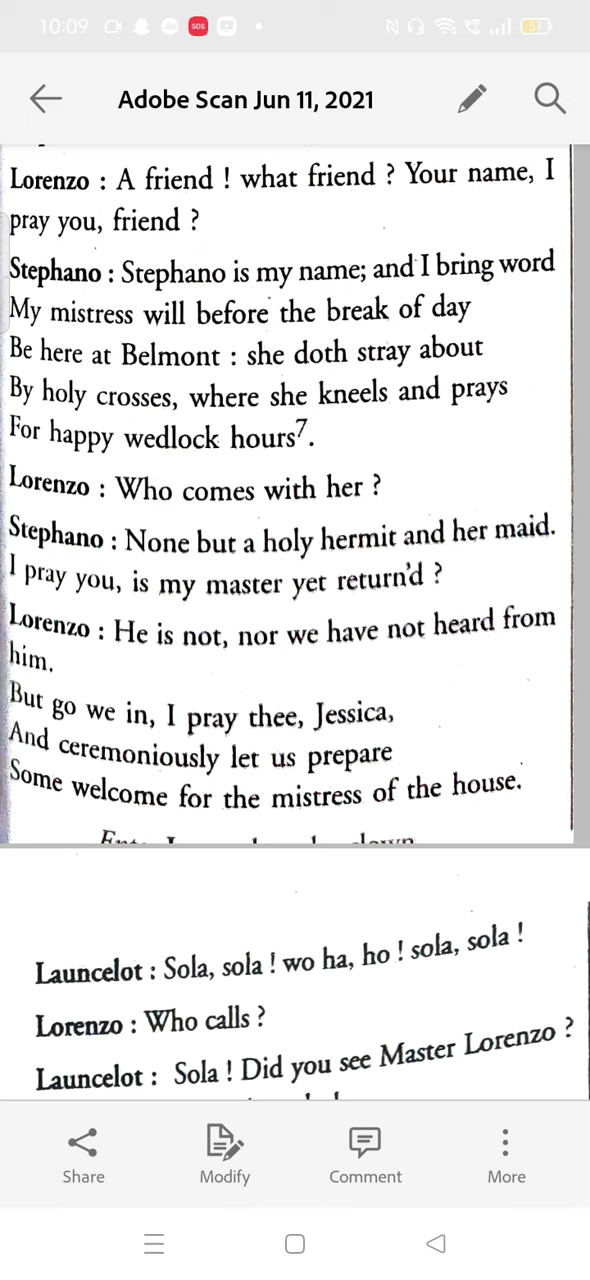 10:09
SOS
57
Adobe Scan Jun 11, 2021
Lorenzo : A friend ! what friend ? Your name, I
pray you, friend ?
Stephano : Stephano is my name; and I bring word
My mistress will before the break of day
Be here at Belmont : she doth stray about
By holy crosses, where she kneels and prays
For happy wedlock hours7.
Lorenzo : Who comes with her ?
Stephano : None but a holy hermit and her maid.
I pray you, is my master yet return'd ?
Lorenzo : He is not, nor we have not heard from
him.
But go we in, I pray thee, Jessica,
And ceremoniously let us prepare
Some welcome for the mistress of the house.
Launcelot : Sola, sola ! wo ha, ho ! sola, sola !
Lorenzo : Who calls ?
Launcelot : Sola ! Did you see Master Lorenzo ?
Share Modify Comment More